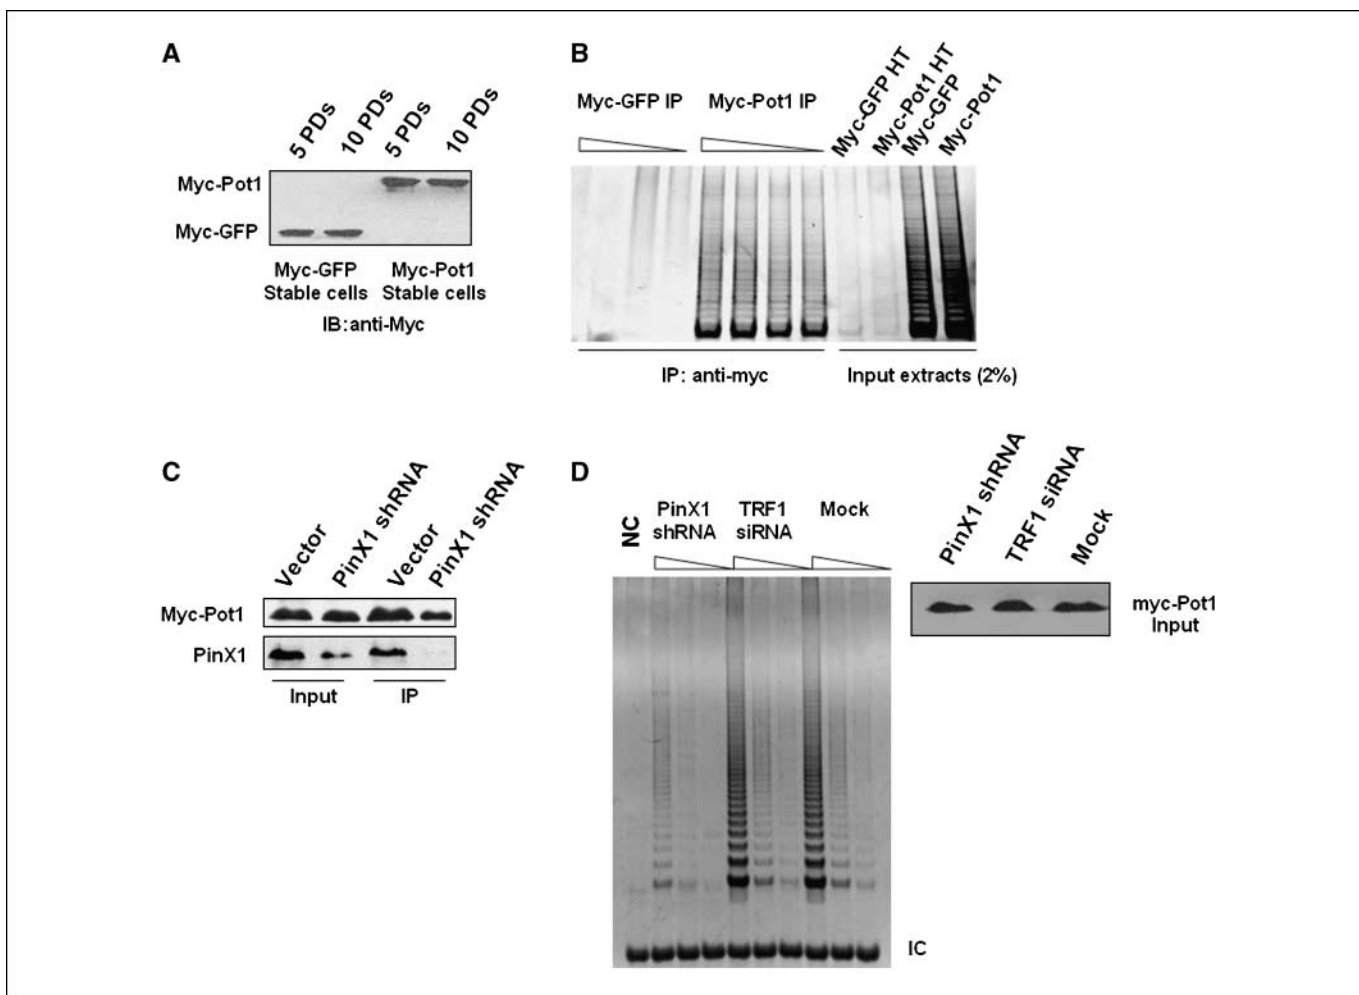 A
5 PDs
10 PDs
5 PDs
10 PDs
Myc-Pot1
Myc-GFP
Myc-GFP
Stable cells
Myc-Pot1
Stable cells
IB:anti-Myc
B
Myc-GFP IP
Myc-Pot1 IP
Myc-GFP HT
Myc-Pot1 HT
Myc-GFP
Myc-Pot1
IP: anti-myc
Input extracts (2%)
C
Vector
PinX1 shRNA
Vector
PinX1 shRNA
Myc-Pot1
PinX1
Input
IP
D
NC
PinX1
shRNA
TRF1
siRNA
Mock
IC
PinX1 shRNA
TRF1 siRNA
Mock
myc-Pot1
Input